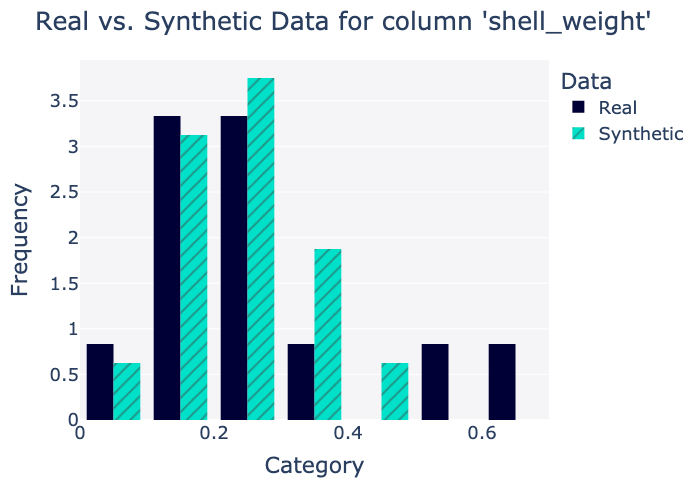 Real vs. Synthetic Data for column 'shell_weight'
Data
Real
Synthetic
Frequency
3.5
3
2.5
2
1.5
1
0.5
0
0
0.2
0.4
0.6
Category